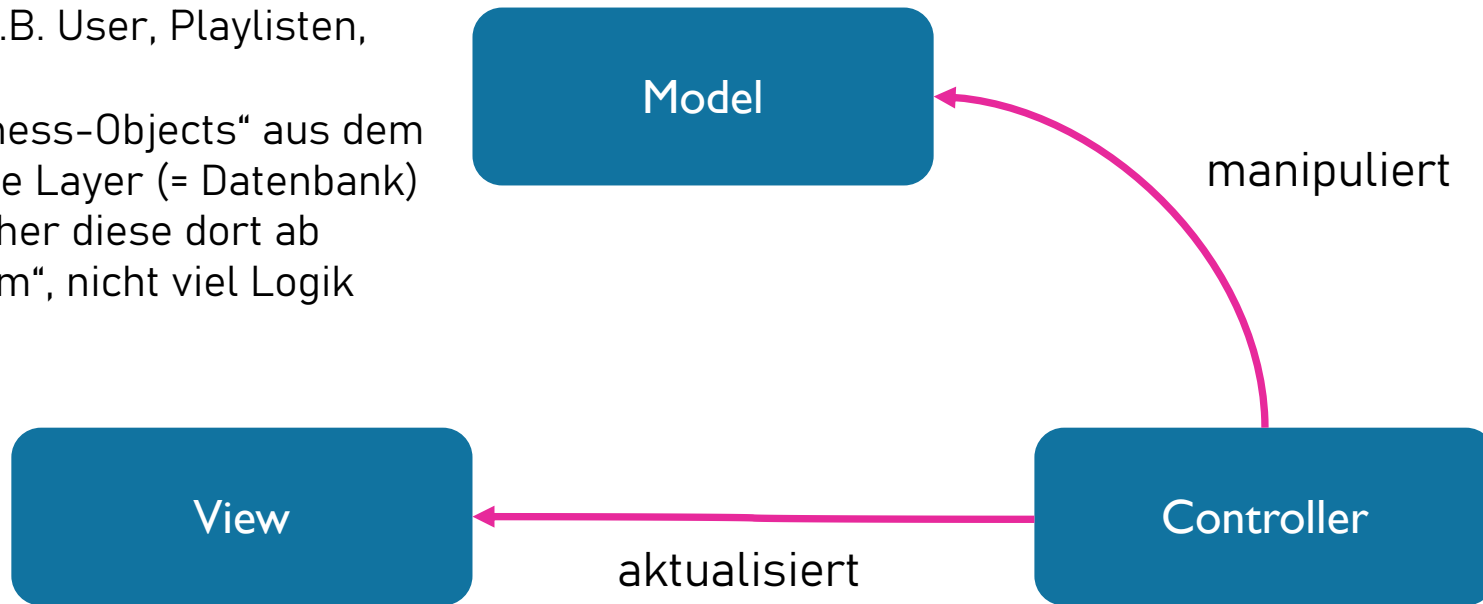 .B. User, Playlisten,
Model
ness-Objects“ aus dem
manipuliert
e Layer (= Datenbank)
her diese dort ab
m“, nicht viel Logik
View
Controller
aktualisiert